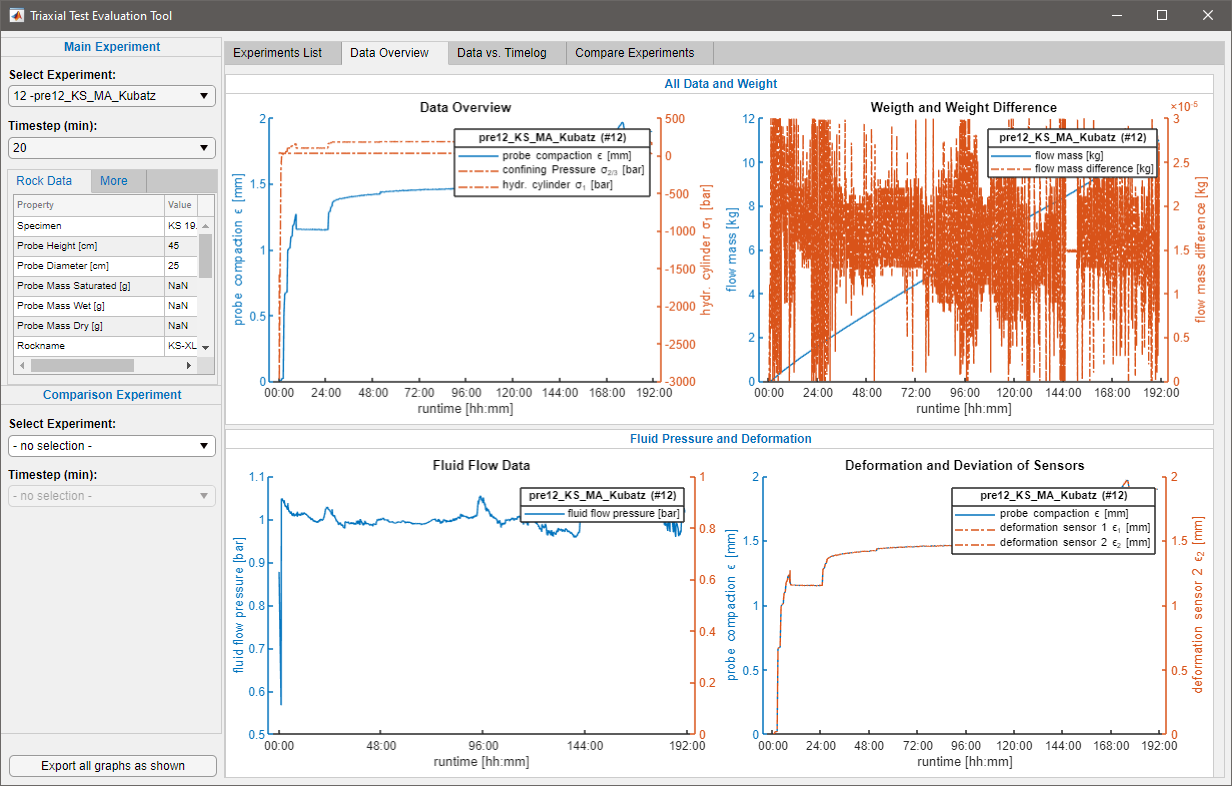 Triaxial Test Evaluation Tool
Main Experiment
Select Experiment:
12 -pre12_KS_MA_Kubatz
Timestep (min):
20
Rock Data More
Property Value
Specimen KS 19.
Probe Height [cm] 45
Probe Diameter [cm] 25
Probe Mass Saturated [g] NaN
Probe Mass Wet [g] NaN
Probe Mass Dry [g] NaN
Rockname KS-XL
Comparison Experiment
Select Experiment:
- no selection -
Timestep (min):
- no selection -
Export all graphs as shown
Experiments List Data Overview Data vs. Timelog Compare Experiments
All Data and Weight
Data Overview
pre12_KS_MA_Kubatz (#12)
probe compaction ϵ [mm]
confining Pressure σ2/3 [bar]
hydr. cylinder σ1 [bar]
probe compaction ϵ [mm]
2
1.5
1
0.5
0
hydr. cylinder σ1 [bar]
500
0
-500
-1000
-1500
-2000
-2500
-3000
00:00 24:00 48:00 72:00 96:00 120:00 144:00 168:00 192:00
runtime [hh:mm]
Weigth and Weight Difference
×10-5
pre12_KS_MA_Kubatz (#12)
flow mass [kg]
flow mass difference [kg]
flow mass [kg]
12
10
8
6
4
2
0
flow mass difference [kg]
3
2.5
2
1.5
1
0.5
0
00:00 24:00 48:00 72:00 96:00 120:00 144:00 168:00 192:00
runtime [hh:mm]
Fluid Pressure and Deformation
Fluid Flow Data
pre12_KS_MA_Kubatz (#12)
fluid flow pressure [bar]
fluid flow pressure [bar]
1.1
1
0.9
0.8
0.7
0.6
0.5
1
0.8
0.6
0.4
0.2
0
00:00 48:00 96:00 144:00 192:00
runtime [hh:mm]
Deformation and Deviation of Sensors
pre12_KS_MA_Kubatz (#12)
probe compaction ϵ [mm]
deformation sensor 1 ϵ1 [mm]
deformation sensor 2 ϵ2 [mm]
probe compaction ϵ [mm]
2
1.5
1
0.5
0
deformation sensor 2 ϵ2 [mm]
2
1.5
1
0.5
0
00:00 24:00 48:00 72:00 96:00 120:00 144:00 168:00 192:00
runtime [hh:mm]